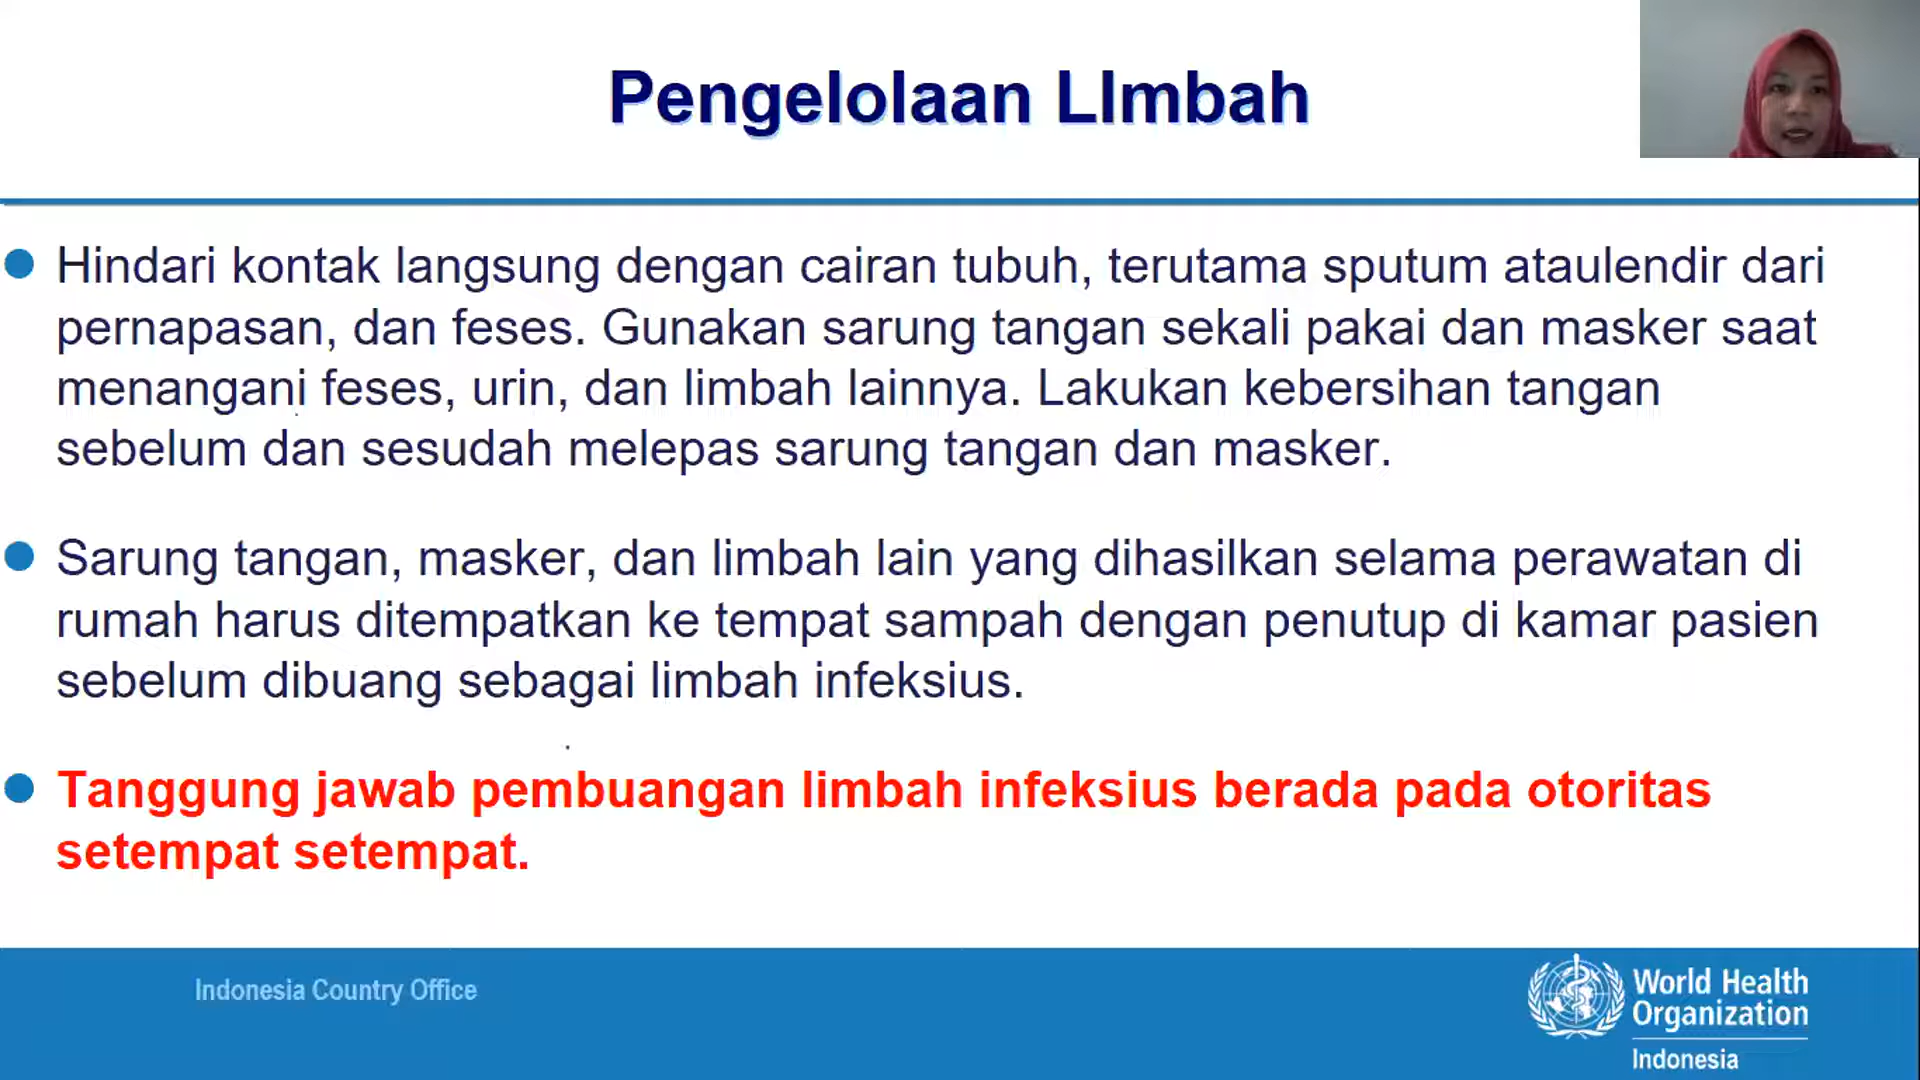 Pengelolaan LImbah
Hindari kontak langsung dengan cairan tubuh, terutama sputum ataulendir dari
pernapasan, dan feses. Gunakan sarung tangan sekali pakai dan masker saat
menangani feses, urin, dan limbah lainnya. Lakukan kebersihan tangan
sebelum dan sesudah melepas sarung tangan dan masker.
Sarung tangan, masker, dan limbah lain yang dihasilkan selama perawatan di
rumah harus ditempatkan ke tempat sampah dengan penutup di kamar pasien
sebelum dibuang sebagai limbah infeksius.
Tanggung jawab pembuangan limbah infeksius berada pada otoritas
setempat setempat.
Indonesia Country Office
World Health
Organization
Indonesia